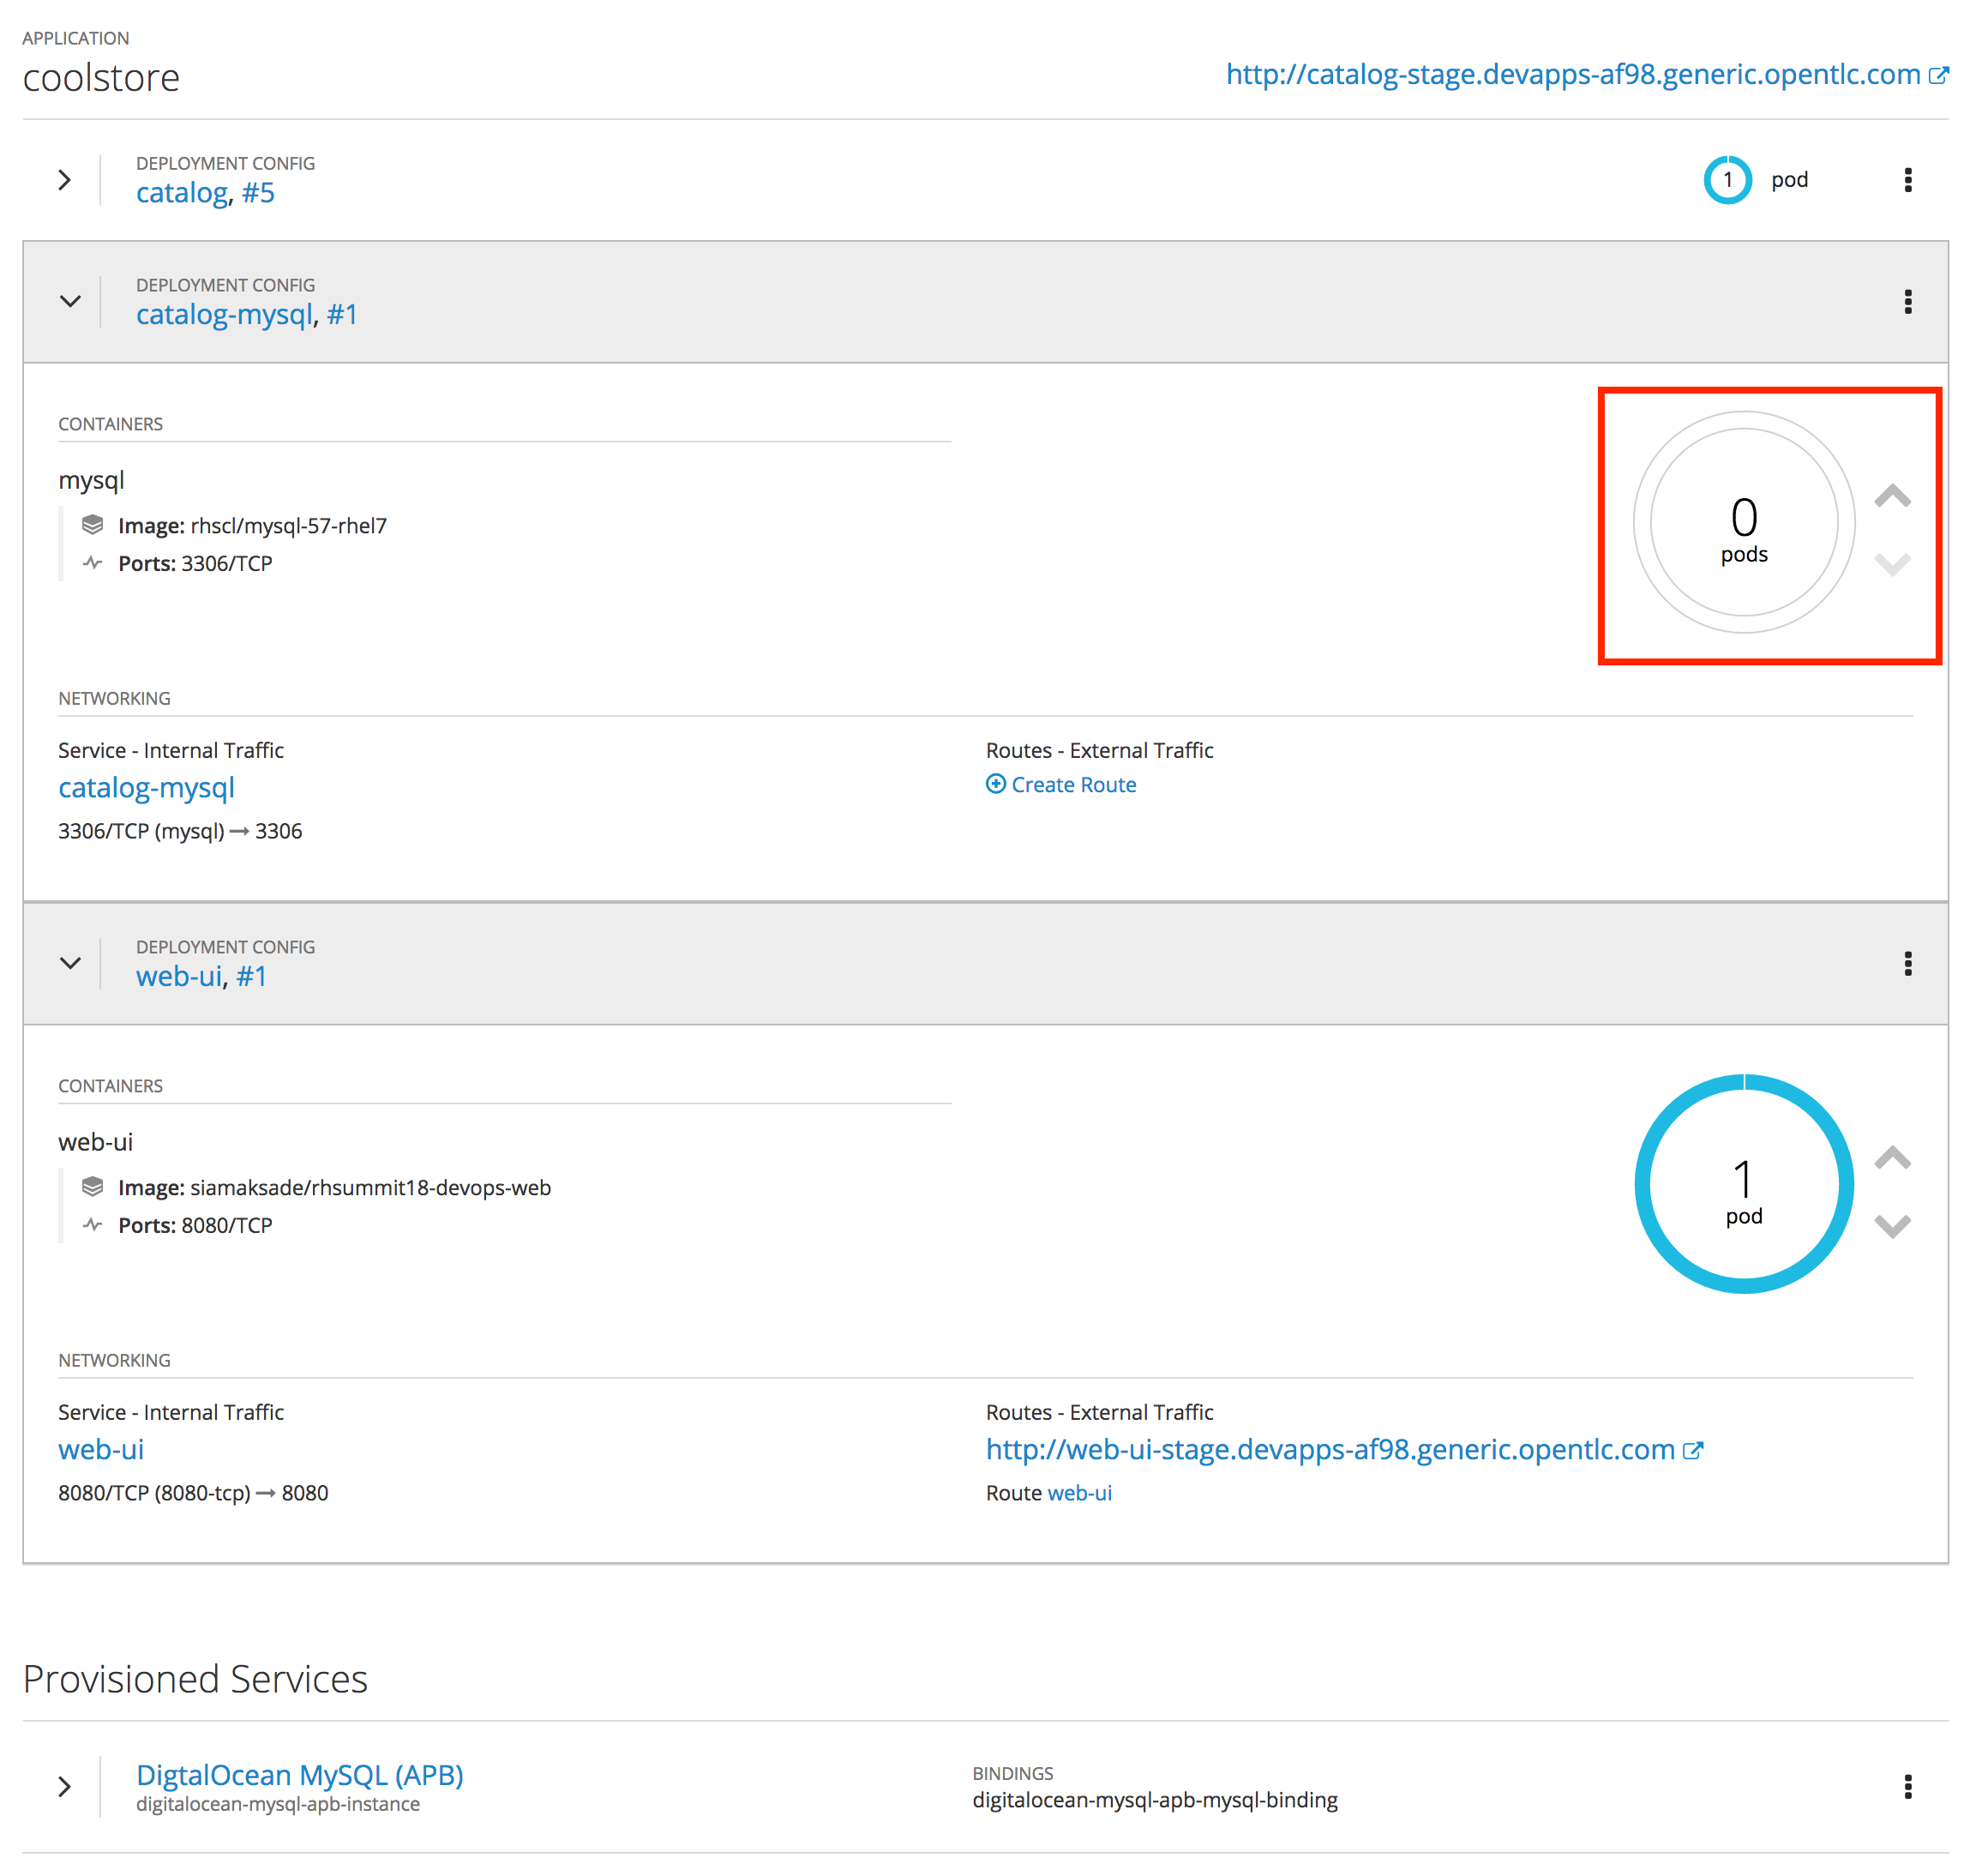 APPLICATION
coolstore
http://catalog-stage.devapps-af98.generic.opentlc.com
DEPLOYMENT CONFIG
catalog, #5
1 pod
DEPLOYMENT CONFIG
catalog-mysql, #1
CONTAINERS
mysql
Image: rhscl/mysql-57-rhel7
Ports: 3306/TCP
0
pods
NETWORKING
Service - Internal Traffic
catalog-mysql
3306/TCP (mysql) → 3306
Routes - External Traffic
Create Route
DEPLOYMENT CONFIG
web-ui, #1
CONTAINERS
web-ui
Image: siamaksade/rhsummit18-devops-web
Ports: 8080/TCP
1
pod
NETWORKING
Service - Internal Traffic
web-ui
8080/TCP (8080-tcp) → 8080
Routes - External Traffic
http://web-ui-stage.devapps-af98.generic.opentlc.com
Route web-ui
Provisioned Services
DigtalOcean MySQL (APB)
digitalocean-mysql-apb-instance
BINDINGS
digitalocean-mysql-apb-mysql-binding